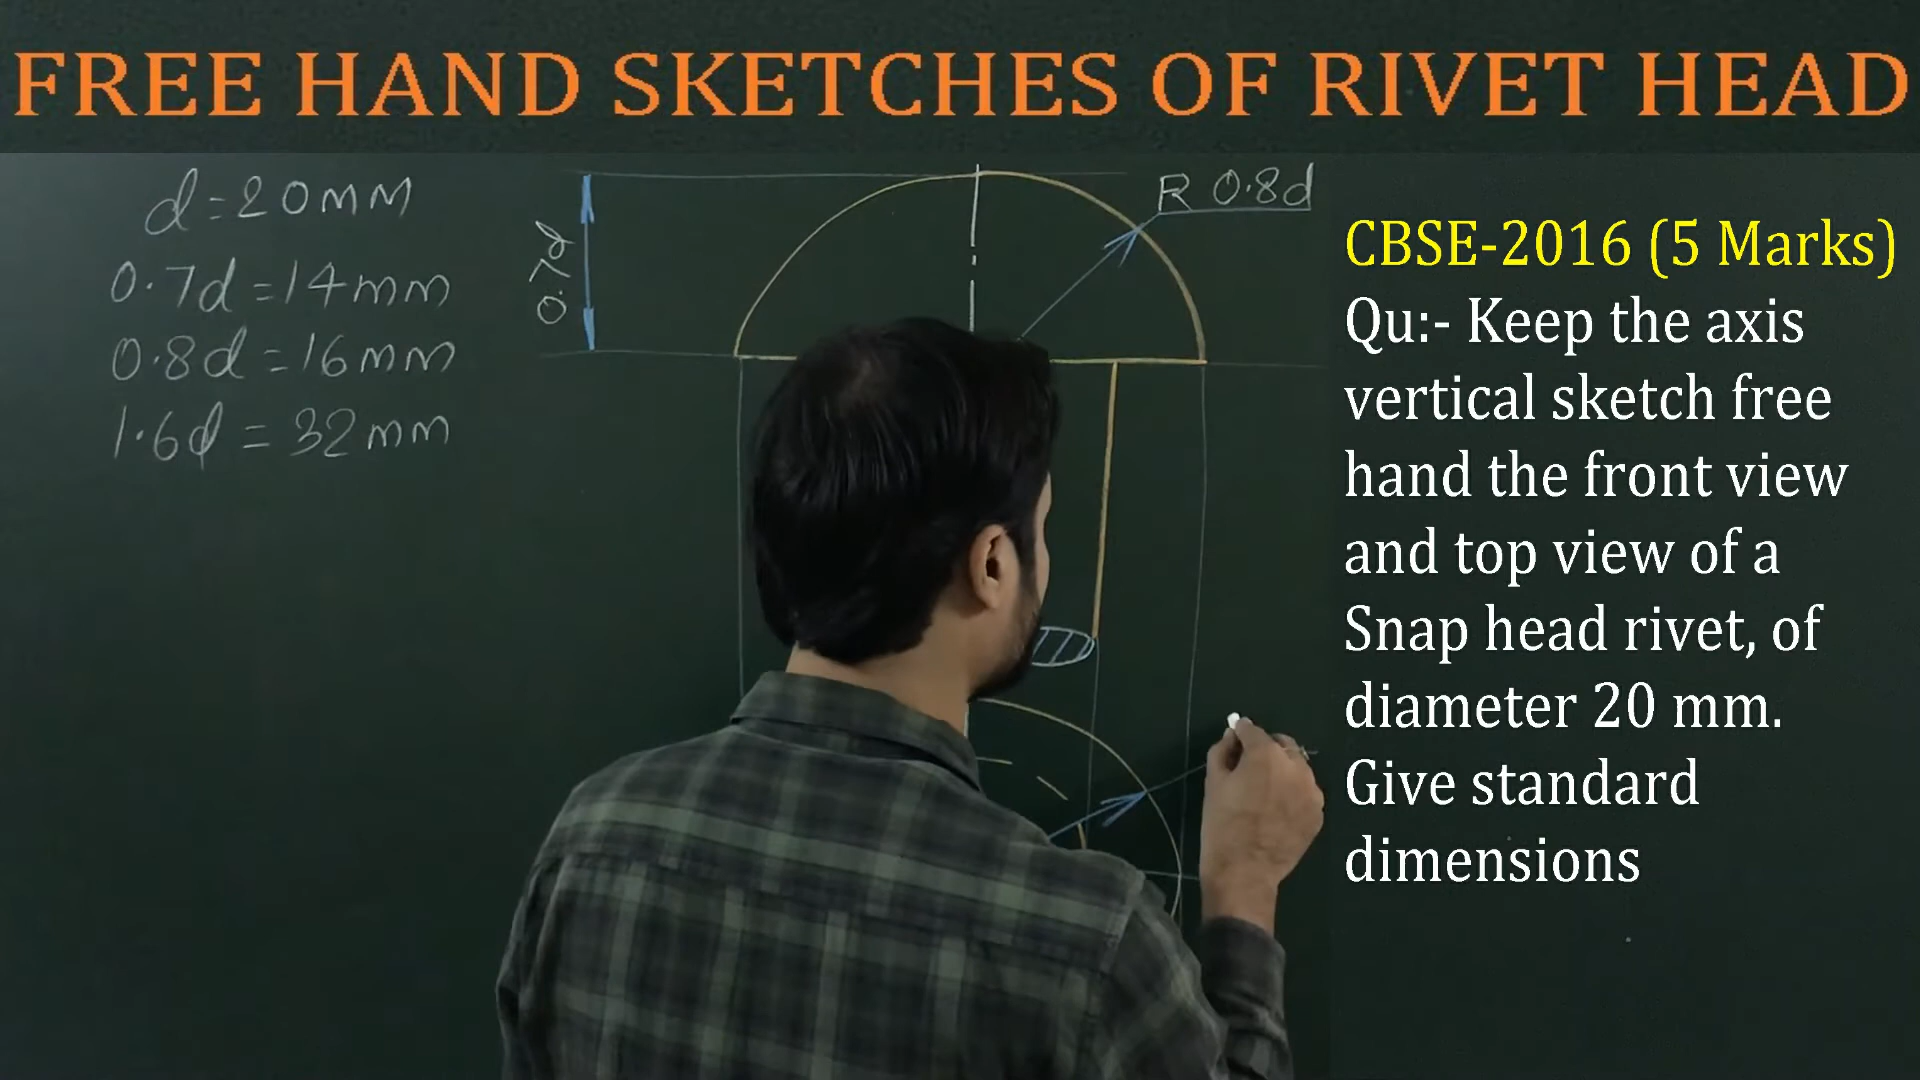 FREE HAND SKETCHES OF RIVET HEAD
d=20mm
0.7d=14mm
0.8d=16mm
1.6d=32mm
0.7d
R 0.8d
CBSE-2016 (5 Marks)
Qu:- Keep the axis
vertical sketch free
hand the front view
and top view of a
Snap head rivet, of
diameter 20 mm.
Give standard
dimensions